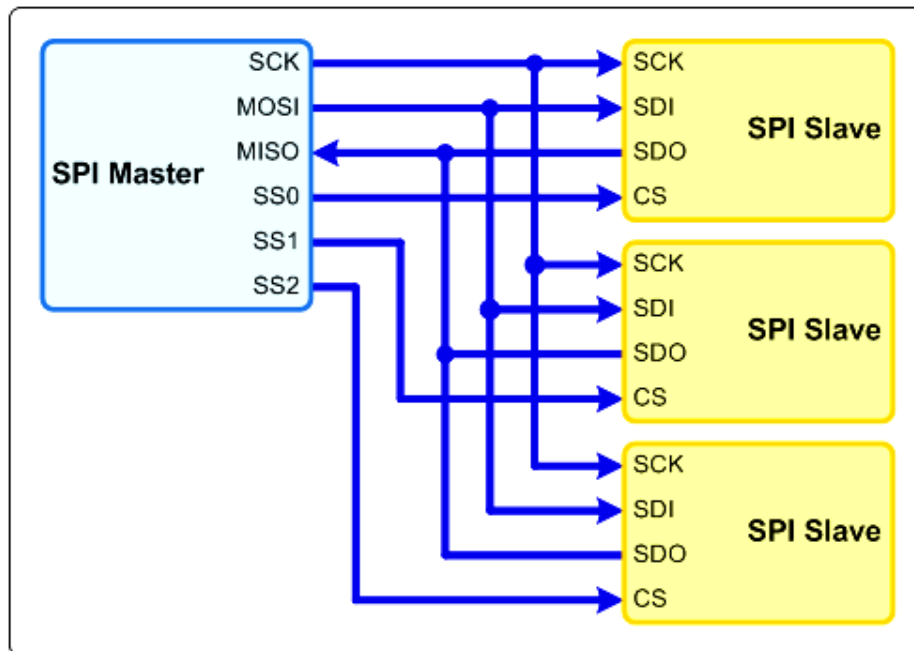 SPI Master
SCK
MOSI
MISO
SS0
SS1
SS2
SCK
SDI
SDO
CS
SPI Slave
SCK
SDI
SDO
CS
SPI Slave
SCK
SDI
SDO
CS
SPI Slave